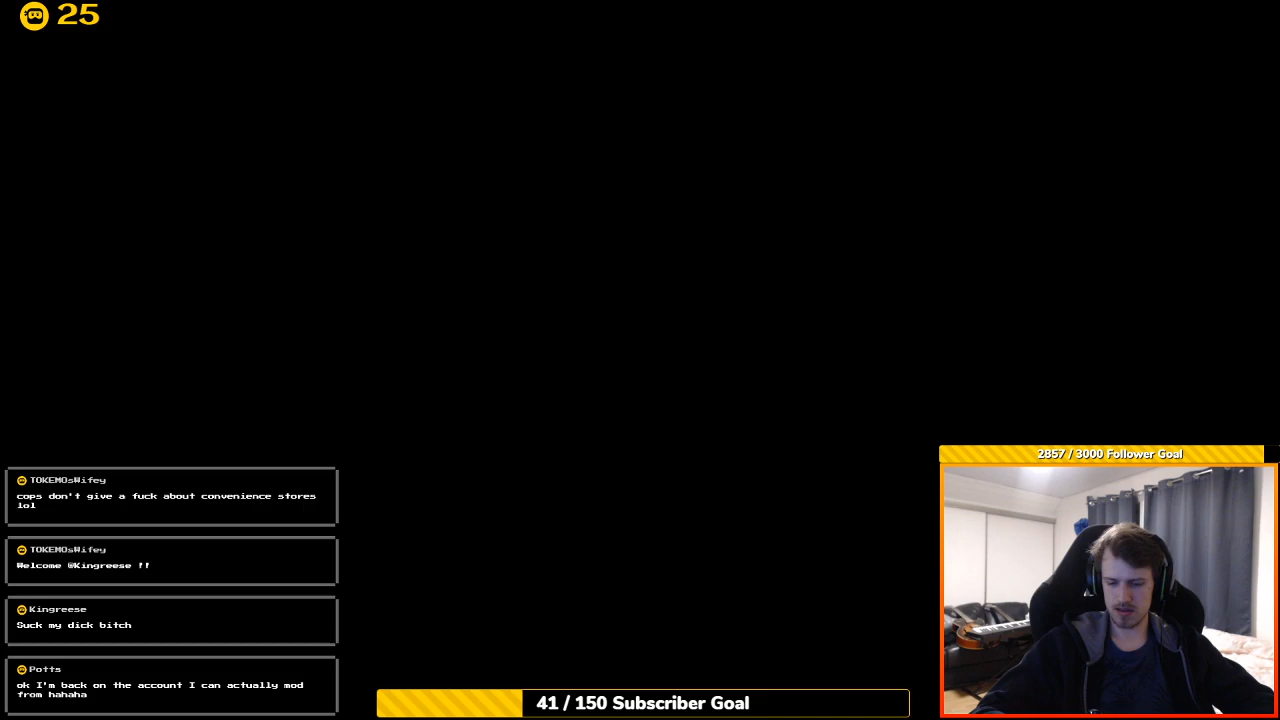 25
2857 / 3000 Follower Goal
TOKEMOsWifey
cops don't give a fuck about convenience stores
lol
TOKEMOsWifey
Welcome @Kingreese !!
Kingreese
Suck my dick bitch
Potts
ok I'm back on the account I can actually mod
from hahaha
41 / 150 Subscriber Goal